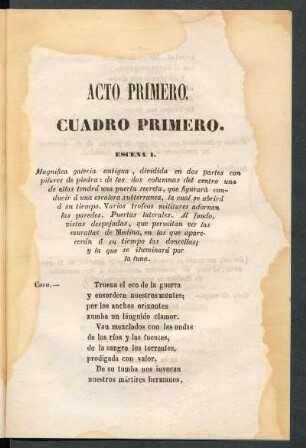 ACTO PRIMERO.
CUADRO PRIMERO.
ESCENA I.
Magnifica galeria antigua, dividida en dos partes con
pilares de piedra: de las dos columnas del centro una
de ellas tendrá una puerta secreta, que figurará con-
ducir á una escalera subterranea, la cual se abrirá
á su tiempo. Varios trofeos militares adornan
las paredes. Puertas laterales. Al fondo,
vistas despejadas, que permitan ver las
murallas de Medina, en las que apare-
cerán á su tiempo las doncellas;
y la que se iluminará por
la luna.
Coro.— Truena el eco de la guerra
y ensordece nuestros montes;
por los anchos orizontes
zumba un lánguido clamor.
Van mezclados con las ondas
de los rios y las fuentes,
de la sangre los torrentes,
prodigada con valor.
De su tumba nos invocan
nuestros mártires hermanos,